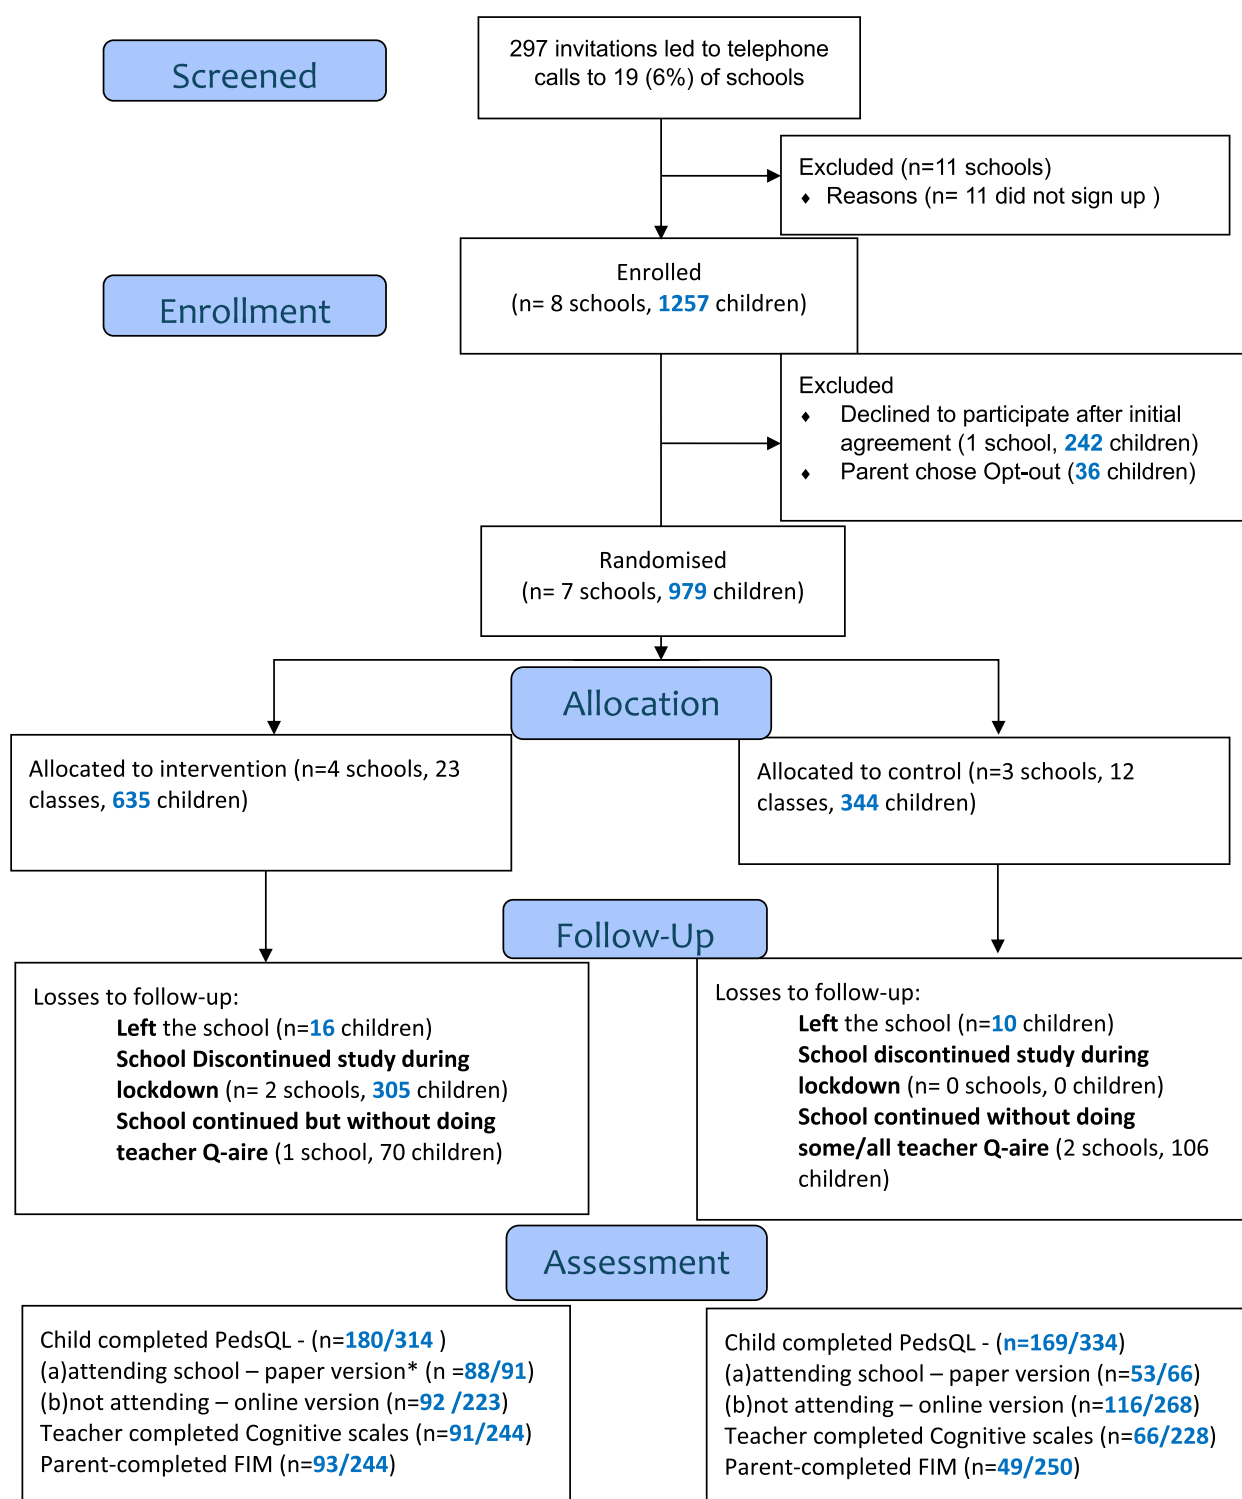 Screened
297 invitations led to telephone
calls to 19 (6%) of schools
Excluded (n=11 schools)
⬧ Reasons (n= 11 did not sign up )
Enrollment
Enrolled
(n= 8 schools, 1257 children)
Excluded
⬧ Declined to participate after initial
agreement (1 school, 242 children)
⬧ Parent chose Opt-out (36 children)
Randomised
(n= 7 schools, 979 children)
Allocation
Allocated to intervention (n=4 schools, 23
classes, 635 children)
Allocated to control (n=3 schools, 12
classes, 344 children)
Follow-Up
Losses to follow-up:
Left the school (n=16 children)
School Discontinued study during
lockdown (n= 2 schools, 305 children)
School continued but without doing
teacher Q-aire (1 school, 70 children)
Losses to follow-up:
Left the school (n=10 children)
School discontinued study during
lockdown (n= 0 schools, 0 children)
School continued without doing
some/all teacher Q-aire (2 schools, 106
children)
Assessment
Child completed PedsQL - (n=180/314 )
(a)attending school – paper version* (n =88/91)
(b)not attending – online version (n=92 /223)
Teacher completed Cognitive scales (n=91/244)
Parent-completed FIM (n=93/244)
Child completed PedsQL - (n=169/334)
(a)attending school – paper version (n=53/66)
(b)not attending – online version (n=116/268)
Teacher completed Cognitive scales (n=66/228)
Parent-completed FIM (n=49/250)